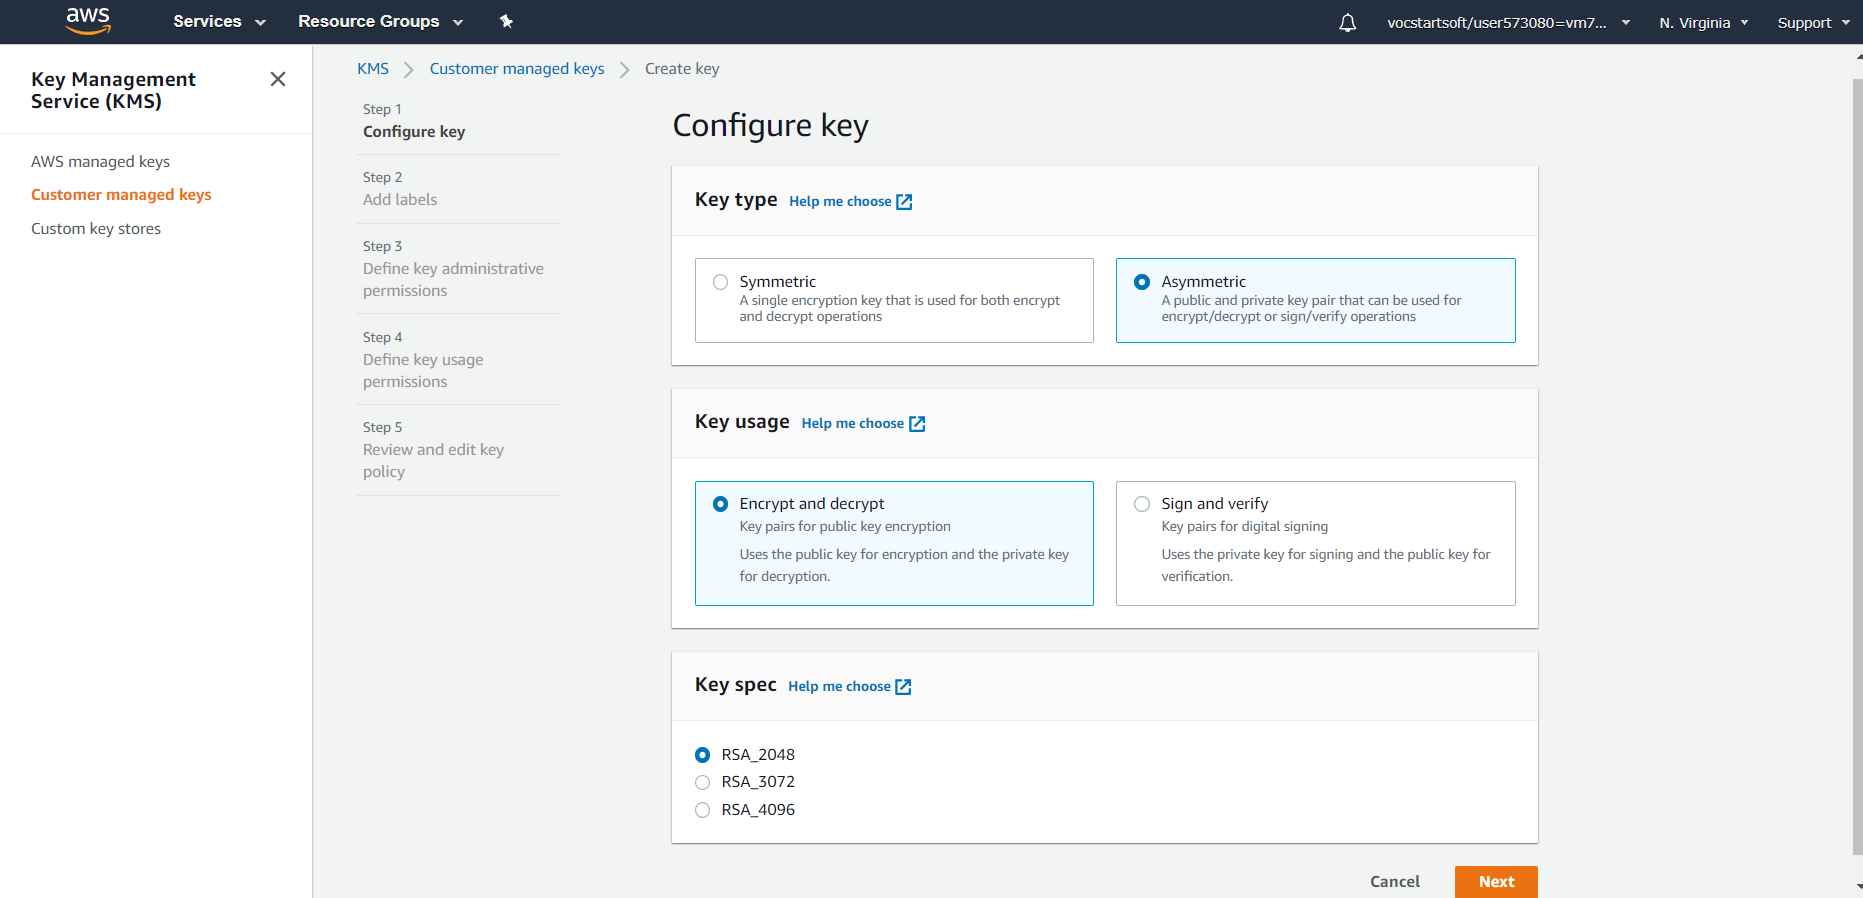 aws
Services
Resource Groups
vocstartsoft/user573080=vm7...
N. Virginia
Support
Key Management
Service (KMS)
AWS managed keys
Customer managed keys
Custom key stores
KMS
Customer managed keys
Create key
Step 1
Configure key
Step 2
Add labels
Step 3
Define key administrative
permissions
Step 4
Define key usage
permissions
Step 5
Review and edit key
policy
Configure key
Key type Help me choose
Symmetric
A single encryption key that is used for both encrypt
and decrypt operations
Asymmetric
A public and private key pair that can be used for
encrypt/decrypt or sign/verify operations
Key usage Help me choose
Encrypt and decrypt
Key pairs for public key encryption
Uses the public key for encryption and the private key
for decryption.
Sign and verify
Key pairs for digital signing
Uses the private key for signing and the public key for
verification.
Key spec Help me choose
RSA_2048
RSA_3072
RSA_4096
Cancel
Next